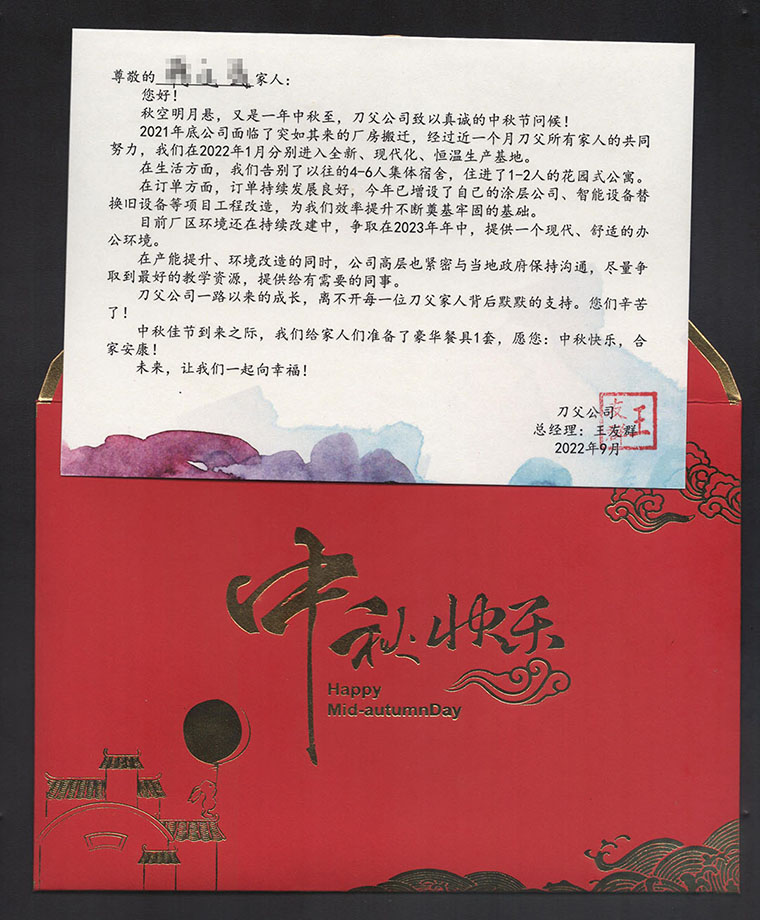 尊敬的 家人：
您好！
秋空明月悬，又是一年中秋至，刀父公司致以真诚的中秋节问候！
2021年底公司面临了突如其来的厂房搬迁，经过近一个月刀父所有家人的共同
努力，我们在2022年1月分别进入全新、现代化、恒温生产基地。
在生活方面，我们告别了以往的4-6人集体宿舍，住进了1-2人的花园式公寓。
在订单方面，订单持续发展良好，今年已增设了自己的涂层公司、智能设备替
换旧设备等项目工程改造，为我们效率提升不断奠基牢固的基础。
目前厂区环境还在持续改建中，争取在2023年年中，提供一个现代、舒适的办
公环境。
在产能提升、环境改造的同时，公司高层也紧密与当地政府保持沟通，尽量争
取到最好的教学资源，提供给有需要的同事。
刀父公司一路以来的成长，离不开每一位刀父家人背后默默的支持。您们辛苦
了！
中秋佳节到来之际，我们给家人们准备了豪华餐具1套，愿您：中秋快乐，合
家安康！
未来，让我们一起向幸福！
刀父公司
总经理：王友群
2022年9月
中秋快乐
Happy
Mid-autumnDay